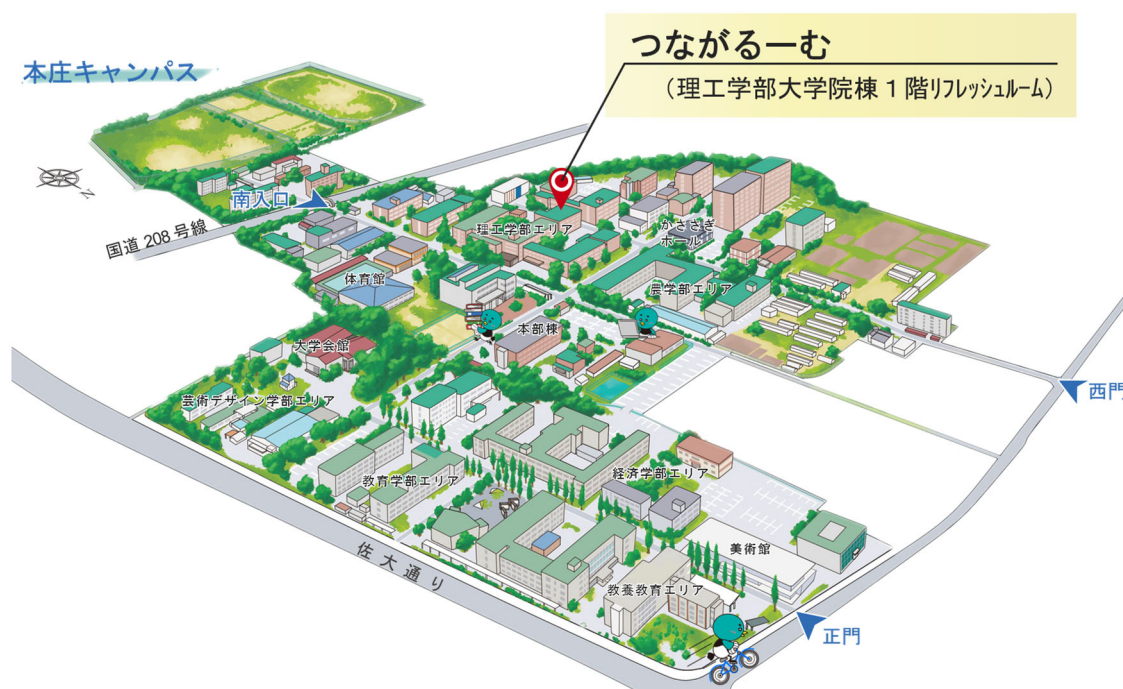 つながるーむ
(理工学部大学院棟1階リフレッシュルーム)
本庄キャンパス
N
南入口
国道208号線
理工学部エリア
かささぎ
ホール
体育館
農学部エリア
本部棟
大学会館
西門
芸術デザイン学部エリア
教育学部エリア
経済学部エリア
佐大通り
美術館
教養教育エリア
正門